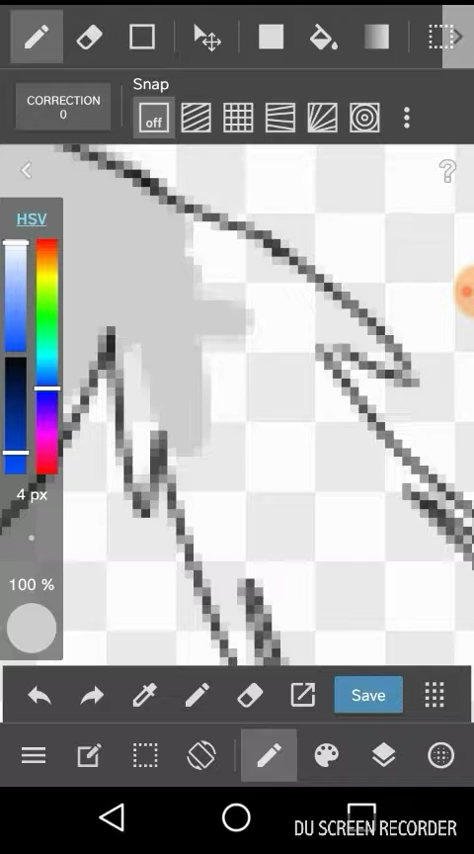 Snap
CORRECTION
0
off
HSV
4 px
100 %
Save
DU SCREEN RECORDER